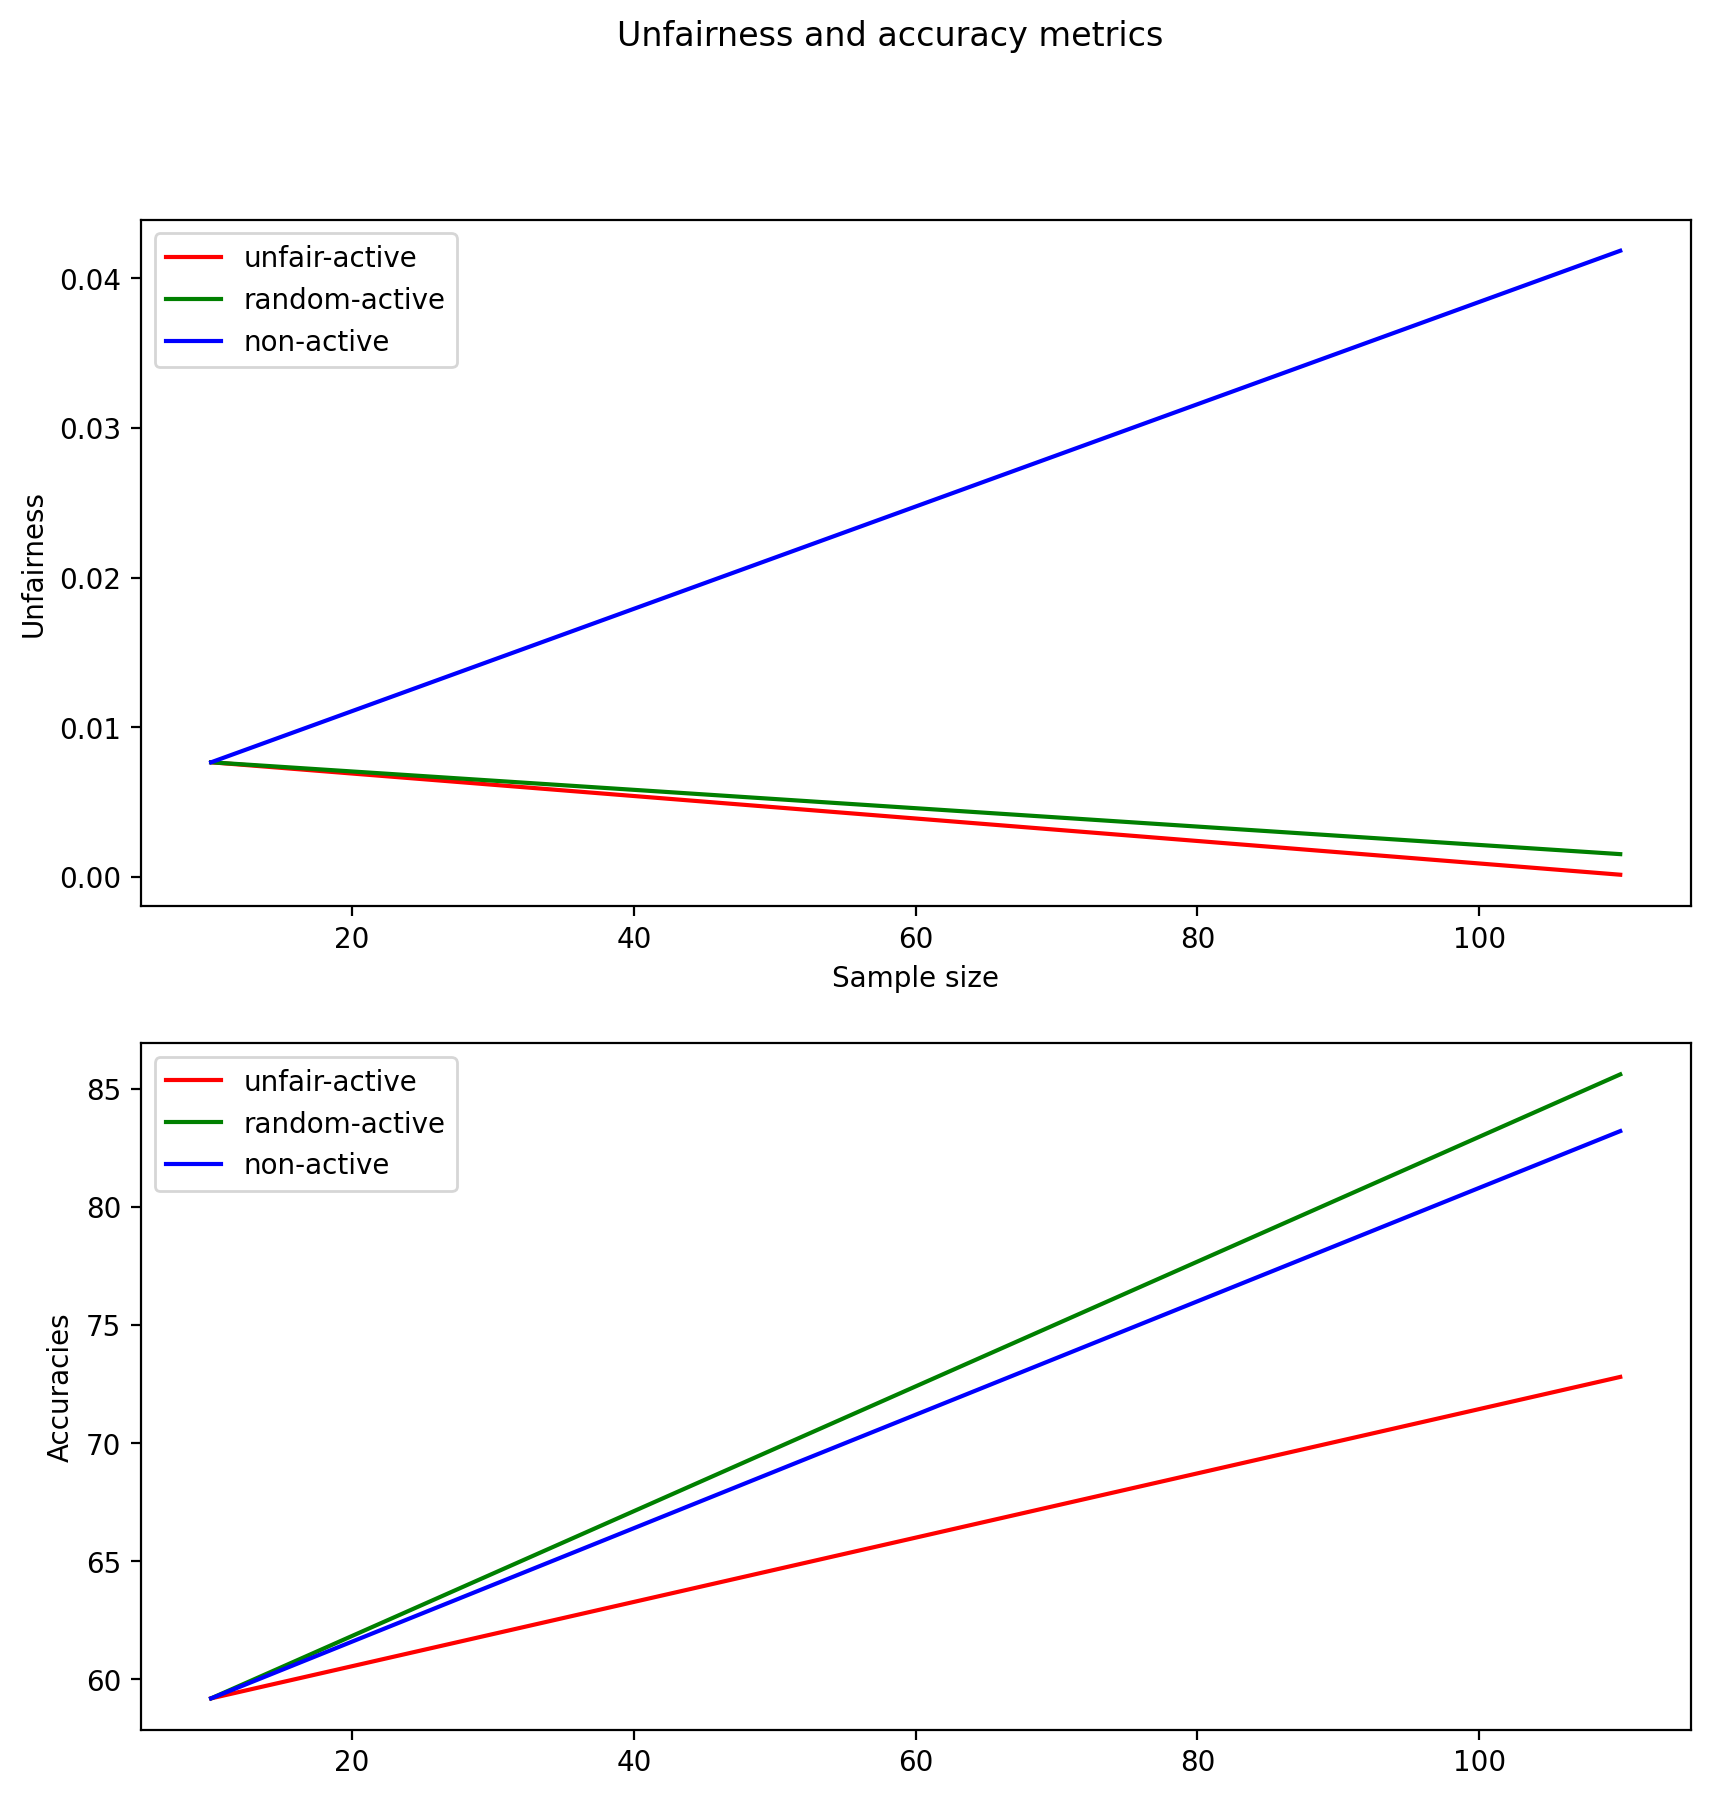 Unfairness and accuracy metrics
unfair-active
random-active
non-active
0.04
0.03
0.02
0.01
0.00
Unfairness
20 40 60 80 100
Sample size
unfair-active
random-active
non-active
85
80
75
70
65
60
Accuracies
20 40 60 80 100